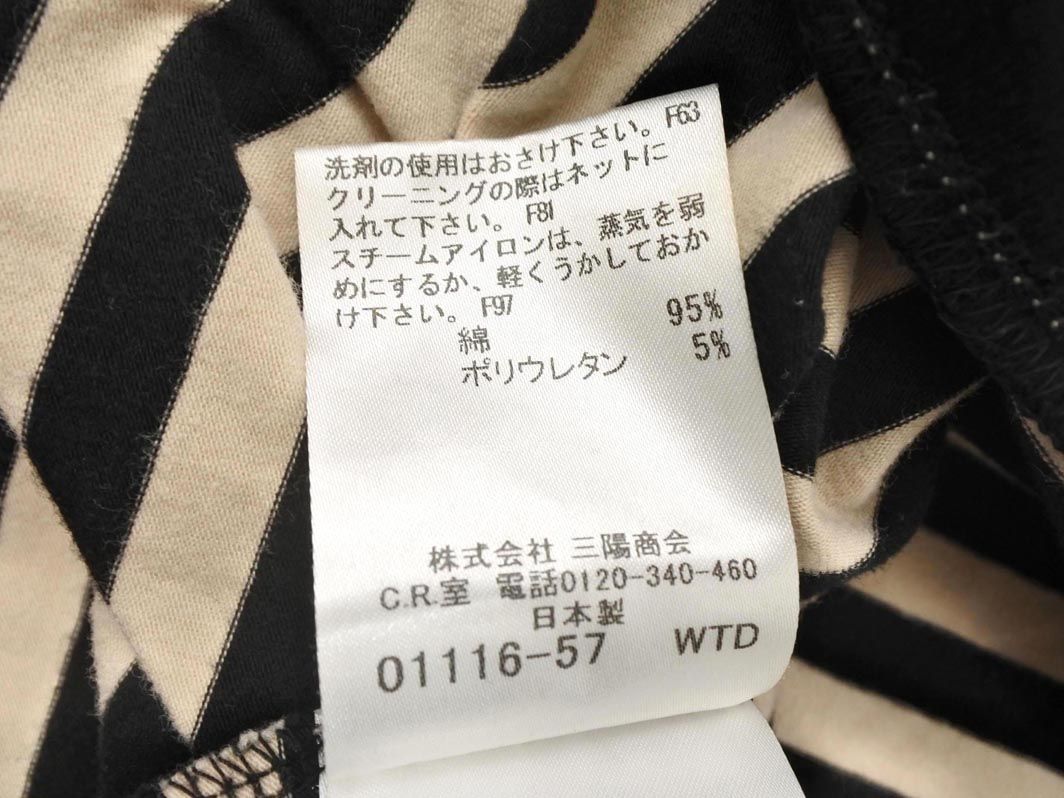 洗剤の使用はおさけ下さい。F63
クリーニングの際はネットに
入れて下さい。F81
スチームアイロンは、蒸気を弱
めにするか、軽くうかしておか
け下さい。F97
綿 95%
ポリウレタン 5%
株式会社 三陽商会
C.R.室 電話0120-340-460
日本製
01116-57 WTD